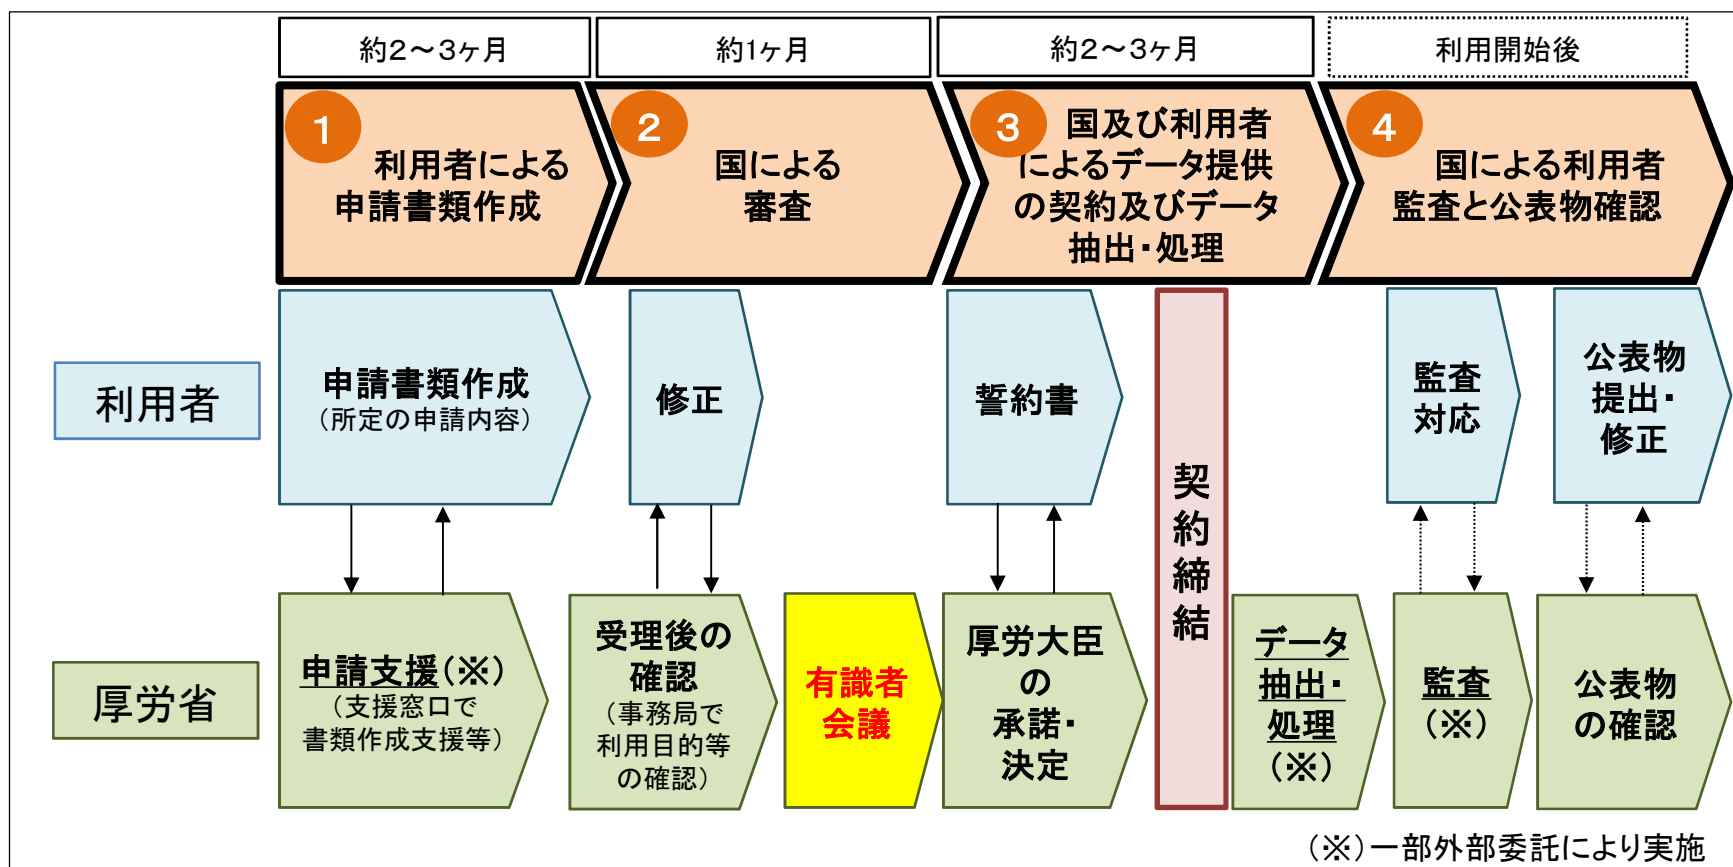 約２～３ヶ月
約1ヶ月
約２～３ヶ月
利用開始後
1
利用者による
申請書類作成
2
国による
審査
3
国及び利用者
によるデータ提供
の契約及びデータ
抽出・処理
4
国による利用者
監査と公表物確認
利用者
申請書類作成
（所定の申請内容）
修正
誓約書
契約締結
監査
対応
公表物
提出・
修正
厚労省
申請支援（※）
（支援窓口で
書類作成支援等）
受理後の
確認
（事務局で
利用目的等
の確認）
有識者
会議
厚労大臣
の
承諾・
決定
データ
抽出・
処理
（※）
監査
（※）
公表物
の確認
（※）一部外部委託により実施